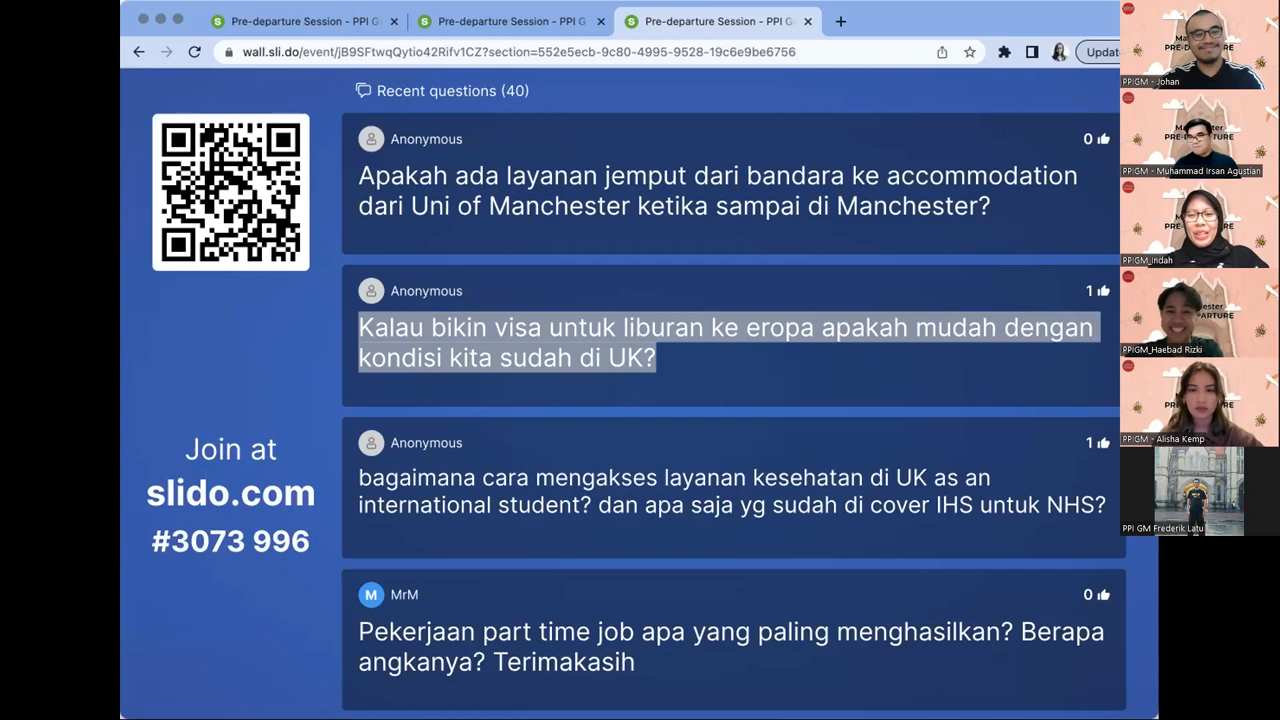 Pre-departure Session - PPI G
Pre-departure Session - PPI G
Pre-departure Session - PPI G
wall.sli.do/event/jB9SFtwqQytio42Rifv1CZ?section=552e5ecb-9c80-4995-9528-19c6e9be6756
Update
Recent questions (40)
Anonymous
0
Apakah ada layanan jemput dari bandara ke accommodation
dari Uni of Manchester ketika sampai di Manchester?
Anonymous
1
Kalau bikin visa untuk liburan ke eropa apakah mudah dengan
kondisi kita sudah di UK?
Anonymous
1
bagaimana cara mengakses layanan kesehatan di UK as an
international student? dan apa saja yg sudah di cover IHS untuk NHS?
M
MrM
0
Pekerjaan part time job apa yang paling menghasilkan? Berapa
angkanya? Terimakasih
Join at
slido.com
#3073 996
PPIGM - Johan
PPIGM - Muhammad Irsan Agustian
PPIGM_Indah
PPIGM_Haebad Rizki
PPIGM - Alisha Kemp
PPI GM Frederik Latu